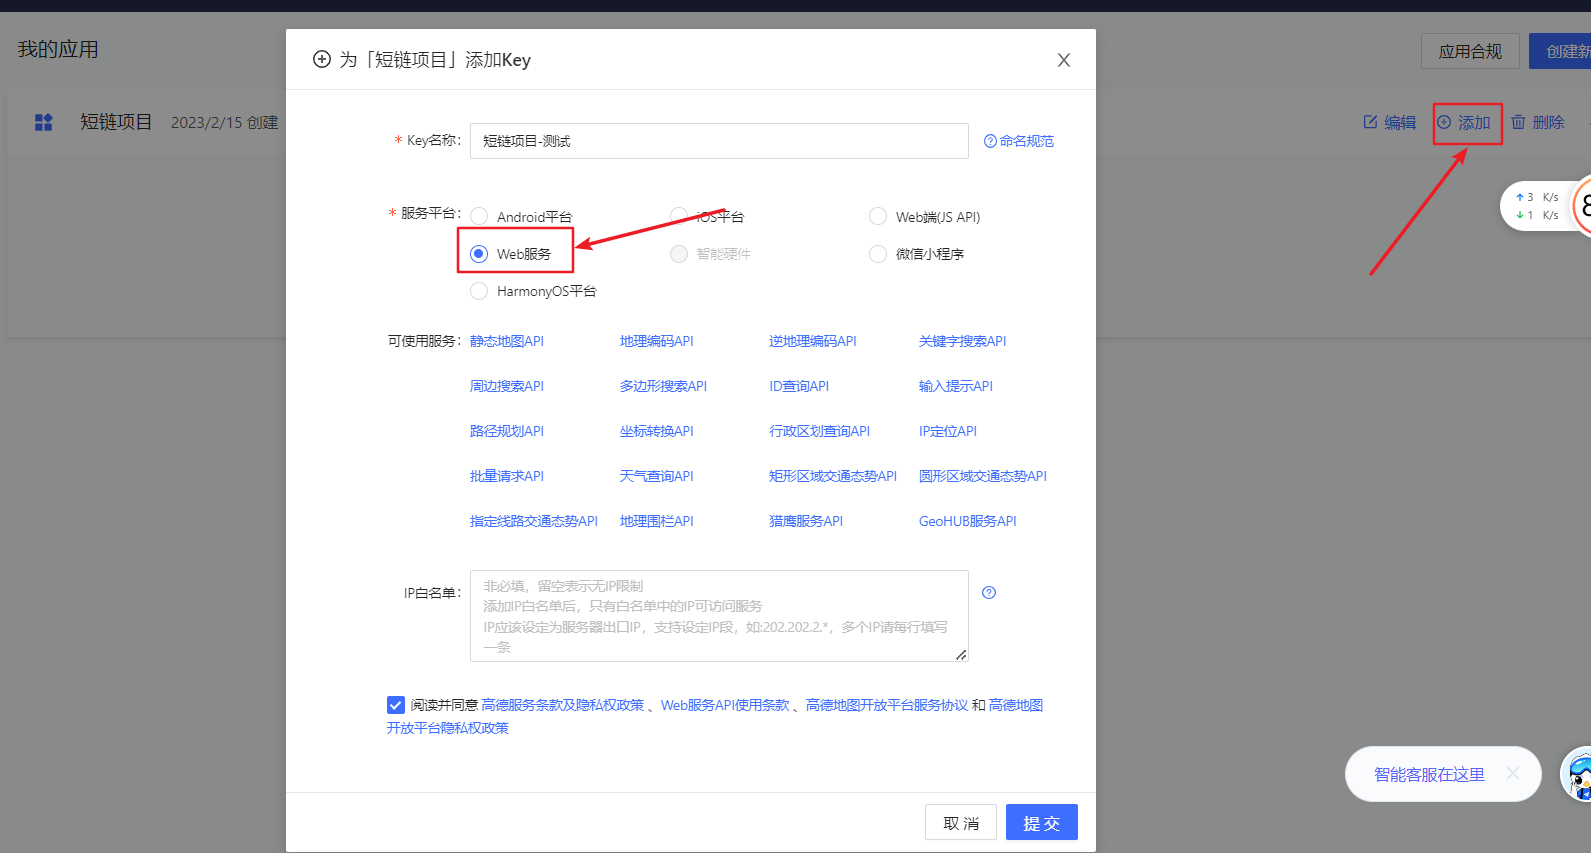 我的应用
应用合规
创建新
短链项目
2023/2/15 创建
编辑
添加
删除
3 K/s
1 K/s
8
为「短链项目」添加Key
* Key名称:
短链项目-测试
命名规范
* 服务平台:
Android平台
iOS平台
Web端(JS API)
Web服务
智能硬件
微信小程序
HarmonyOS平台
可使用服务:
静态地图API
地理编码API
逆地理编码API
关键字搜索API
周边搜索API
多边形搜索API
ID查询API
输入提示API
路径规划API
坐标转换API
行政区划查询API
IP定位API
批量请求API
天气查询API
矩形区域交通态势API
圆形区域交通态势API
指定线路交通态势API
地理围栏API
猎鹰服务API
GeoHUB服务API
IP白名单:
非必填，留空表示无IP限制
添加IP白名单后，只有白名单中的IP可访问服务
IP应该设定为服务器出口IP，支持设定IP段，如:202.202.2.*，多个IP请每行填写
一条
阅读并同意 高德服务条款及隐私权政策 、Web服务API使用条款 、高德地图开放平台服务协议 和 高德地图
开放平台隐私权政策
取 消
提 交
智能客服在这里